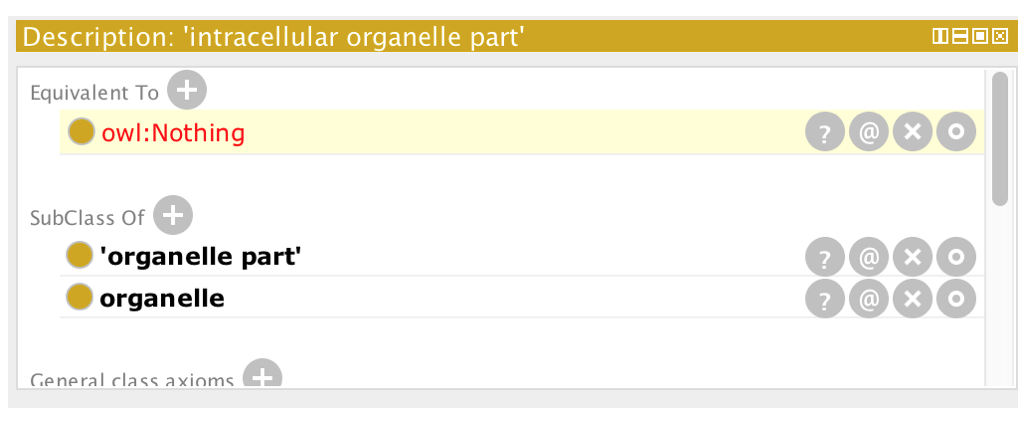 Description: 'intracellular organelle part'
Equivalent To
owl:Nothing
? @
SubClass Of
'organelle part'
? @
organelle
? @
General class axioms